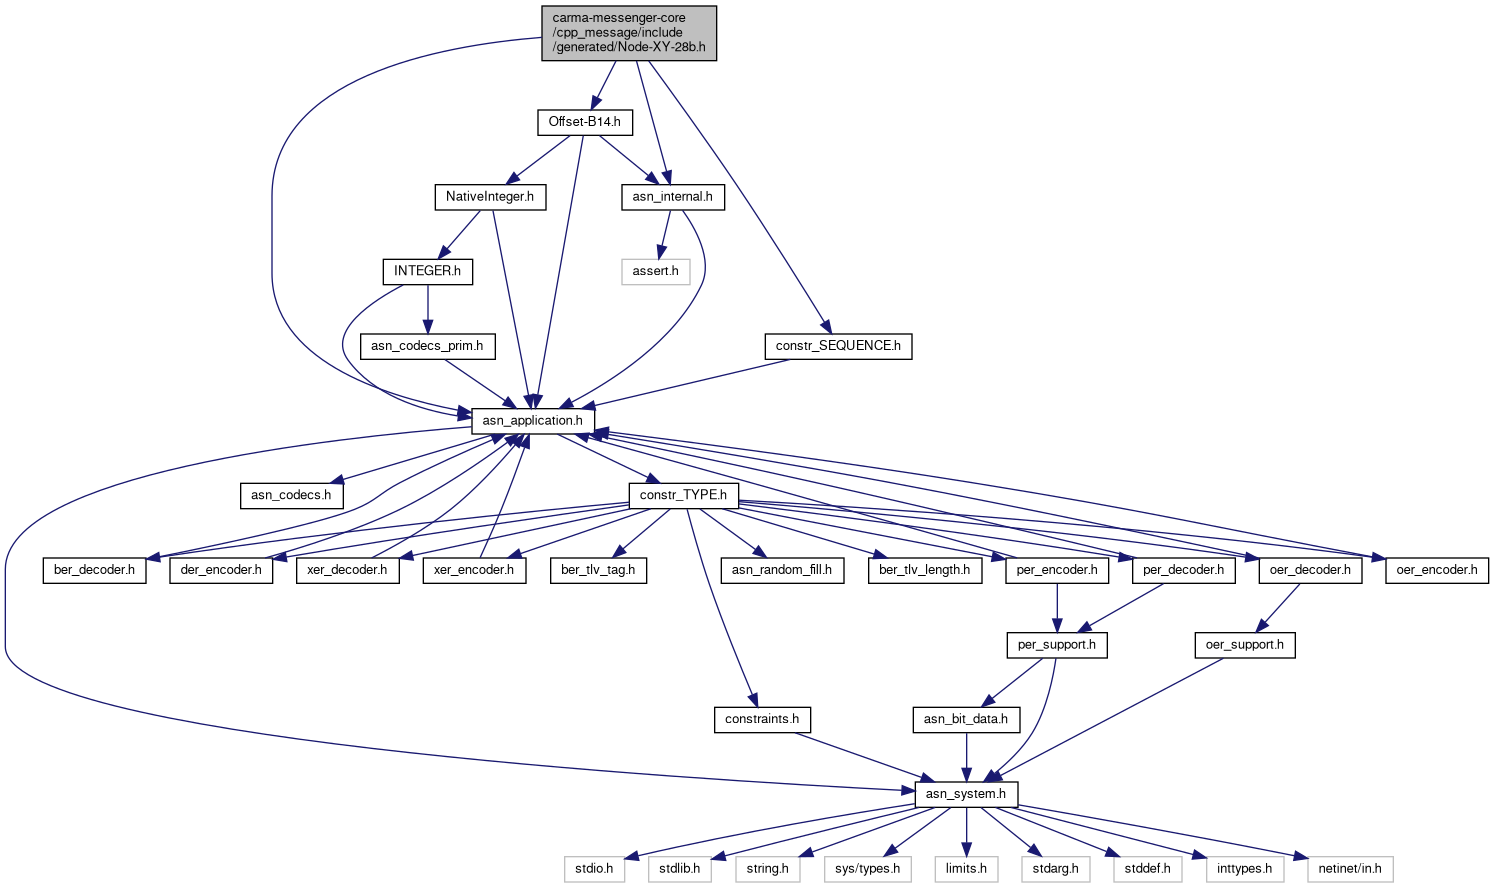 carma-messenger-core
/cpp_message/include
/generated/Node-XY-28b.h
Offset-B14.h
NativeInteger.h
asn_internal.h
INTEGER.h
assert.h
asn_codecs_prim.h
constr_SEQUENCE.h
asn_application.h
asn_codecs.h
constr_TYPE.h
ber_decoder.h
der_encoder.h
xer_decoder.h
xer_encoder.h
ber_tlv_tag.h
asn_random_fill.h
ber_tlv_length.h
per_encoder.h
per_decoder.h
oer_decoder.h
oer_encoder.h
per_support.h
oer_support.h
constraints.h
asn_bit_data.h
asn_system.h
stdio.h
stdlib.h
string.h
sys/types.h
limits.h
stdarg.h
stddef.h
inttypes.h
netinet/in.h